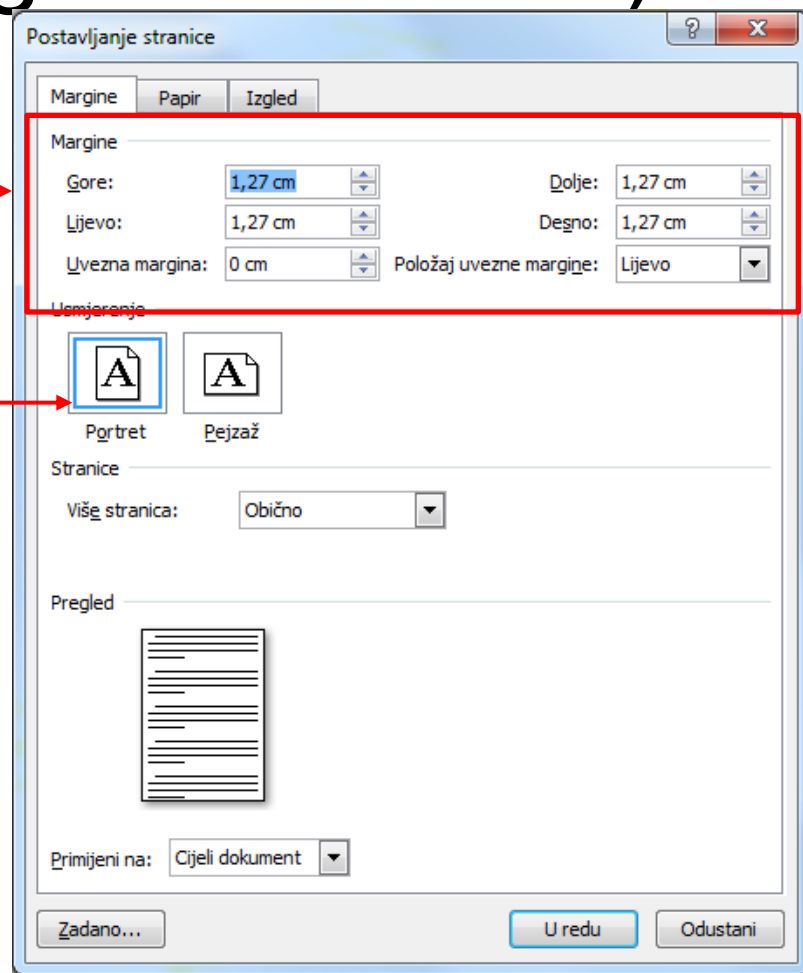 Postavljanje stranice
Margine Papir Izgled
Margine
Gore: 1,27 cm Dolje: 1,27 cm
Lijevo: 1,27 cm Desno: 1,27 cm
Uvezna margina: 0 cm Položaj uvezne margine: Lijevo
Usmjerenje
A A
Portret Pejzaž
Stranice
Više stranica: Obično
Pregled
Primijeni na: Cijeli dokument
Zadano... U redu Odustani